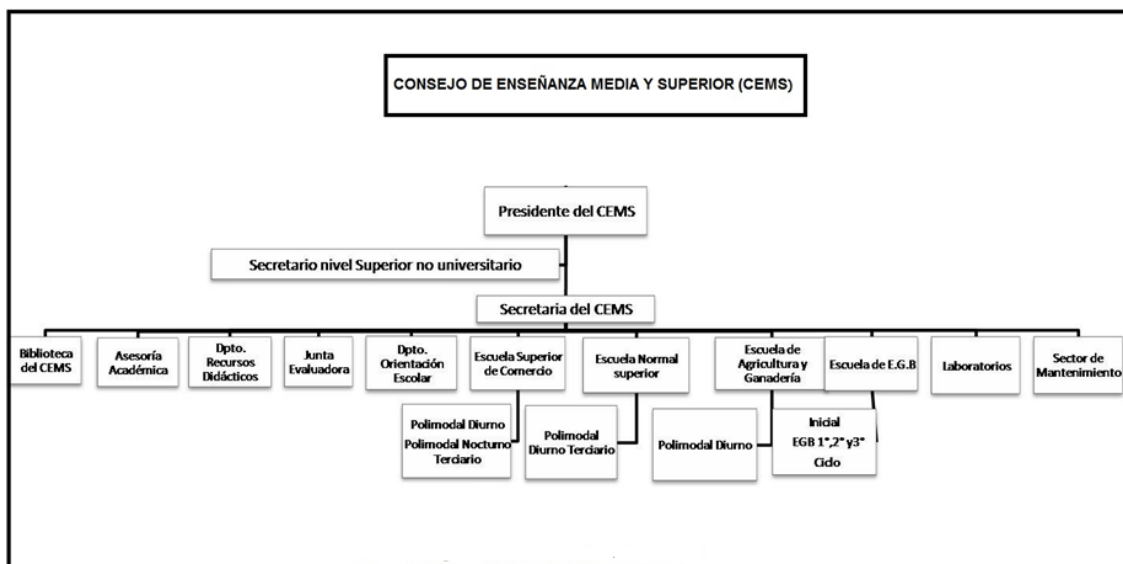 CONSEJO DE ENSEÑANZA MEDIA Y SUPERIOR (CEMS)
Presidente del CEMS
Secretario nivel Superior no universitario
Secretaria del CEMS
Biblioteca
del CEMS
Asesoría
Académica
Dpto.
Recursos
Didácticos
Junta
Evaluadora
Dpto.
Orientación
Escolar
Escuela Superior
de Comercio
Escuela Normal
superior
Escuela de
Agricultura y
Ganadería
Escuela de E.G.B
Laboratorios
Sector de
Mantenimiento
Polimodal Diurno
Polimodal Nocturno
Terciario
Polimodal
Diurno Terciario
Polimodal Diurno
Inicial
EGB 1°,2° y3°
Ciclo